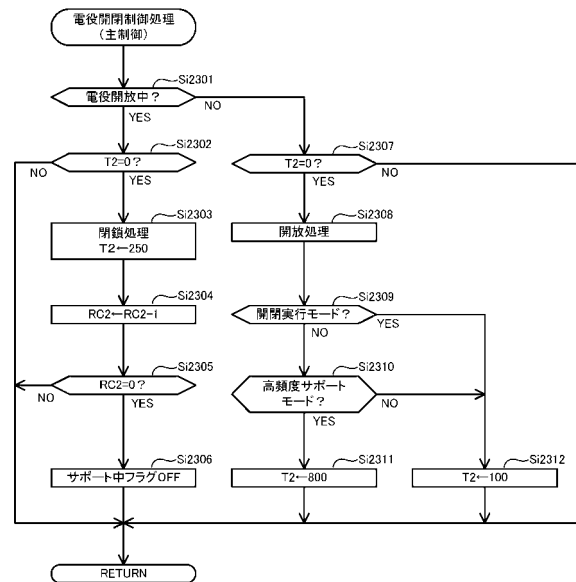 電役開閉制御処理
(主制御)
Si2301
電役開放中?
NO
YES
Si2302
T2=0?
NO
YES
Si2307
T2=0?
NO
YES
Si2303
閉鎖処理
T2←250
Si2308
開放処理
Si2304
RC2←RC2-1
Si2309
開閉実行モード?
YES
NO
Si2305
RC2=0?
NO
YES
Si2310
高頻度サポート
モード?
NO
YES
Si2306
サポート中フラグOFF
Si2311
T2←800
Si2312
T2←100
RETURN